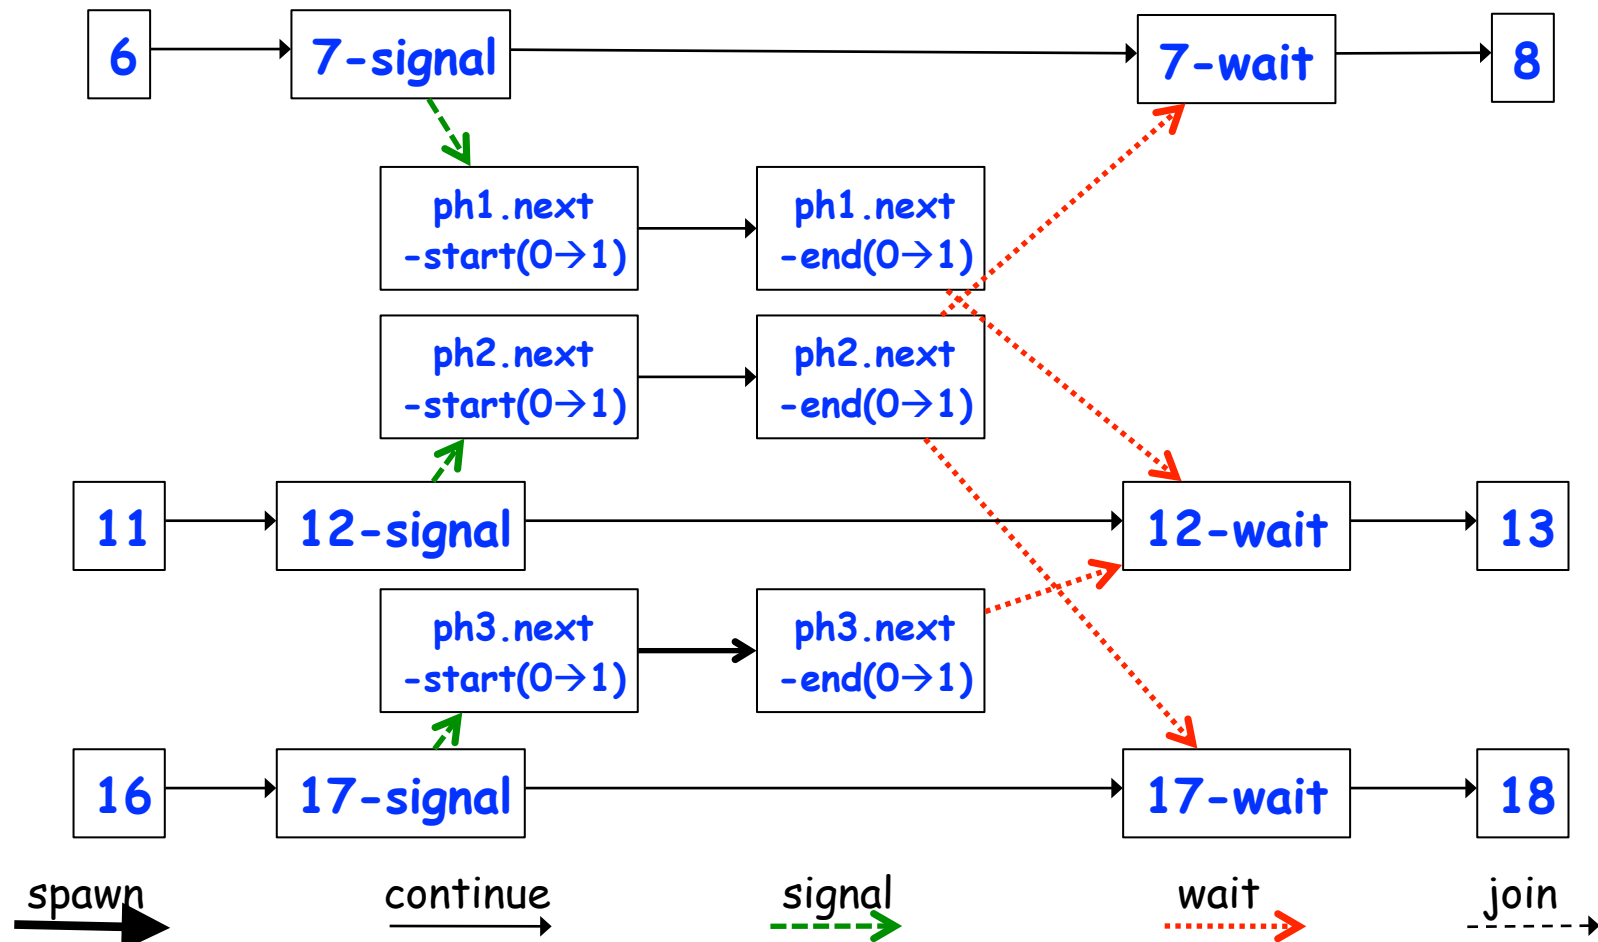 6
7-signal
7-wait
8
ph1.next
-start(0→1)
ph1.next
-end(0→1)
ph2.next
-start(0→1)
ph2.next
-end(0→1)
11
12-signal
12-wait
13
ph3.next
-start(0→1)
ph3.next
-end(0→1)
16
17-signal
17-wait
18
spawn
continue
signal
wait
join